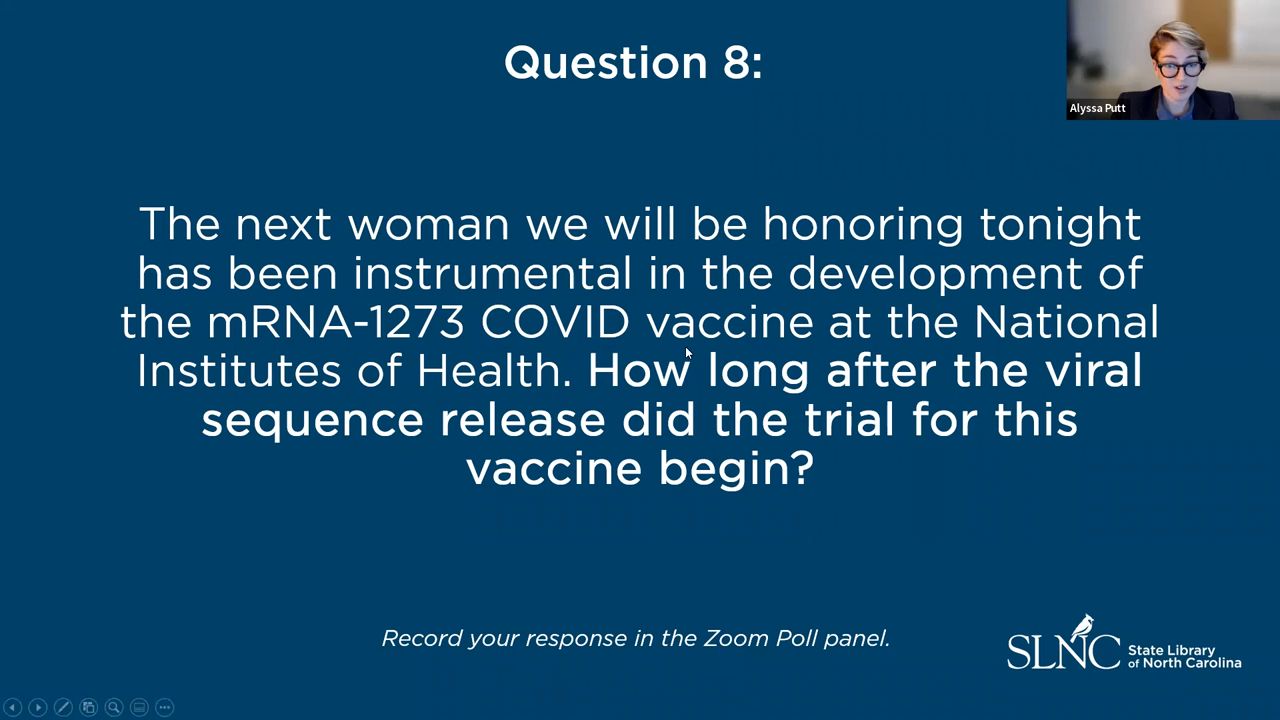 Question 8:
Alyssa Putt
The next woman we will be honoring tonight
has been instrumental in the development of
the mRNA-1273 COVID vaccine at the National
Institutes of Health. How long after the viral
sequence release did the trial for this
vaccine begin?
Record your response in the Zoom Poll panel.
SLNC
State Library
of North Carolina